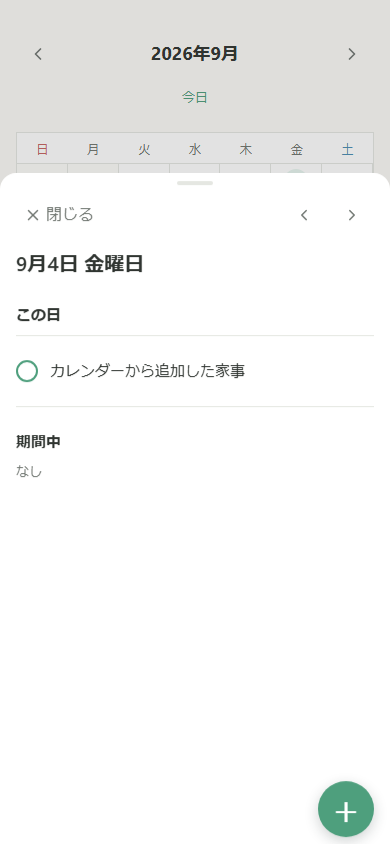 2026年9月
今日
日 月 火 水 木 金 土
閉じる
9月4日 金曜日
この日
カレンダーから追加した家事
期間中
なし